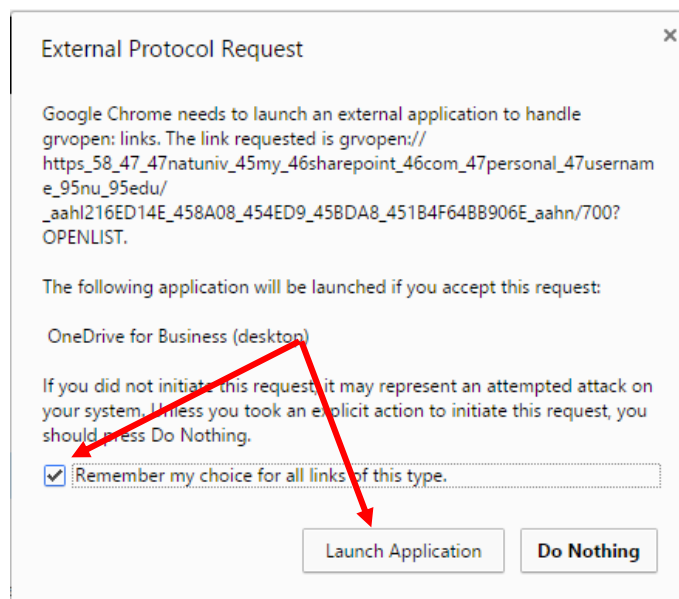 External Protocol Request
Google Chrome needs to launch an external application to handle
grvopen: links. The link requested is grvopen://
https_58_47_47natuniv_45my_46sharepoint_46com_47personal_47usernam
e_95nu_95edu/
_aahl216ED14E_458A08_454ED9_45BDA8_451B4F64BB906E_aahn/700?
OPENLIST.
The following application will be launched if you accept this request:
OneDrive for Business (desktop)
If you did not initiate this request, it may represent an attempted attack on
your system. Unless you took an explicit action to initiate this request, you
should press Do Nothing.
Remember my choice for all links of this type.
Launch Application
Do Nothing